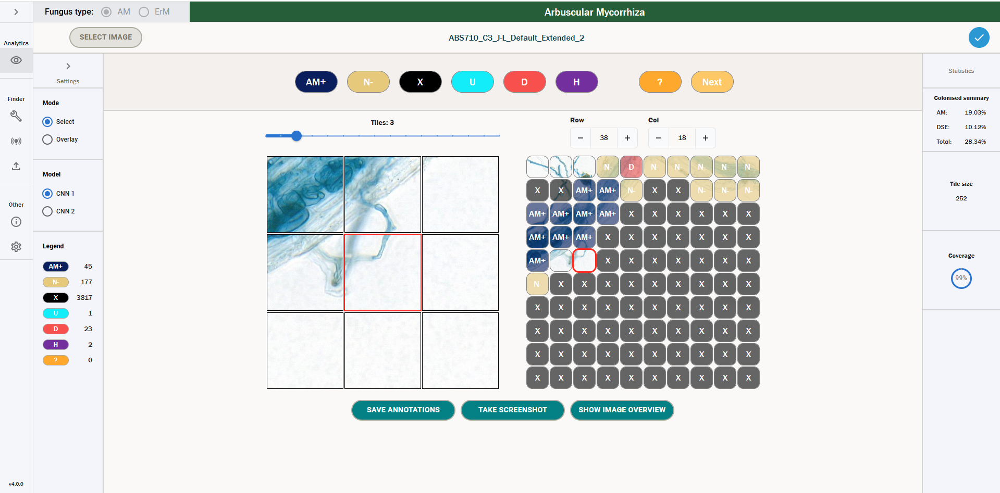 Fungus type: AM ErM
Arbuscular Mycorrhiza
SELECT IMAGE
ABS710_C3_J-L_Default_Extended_2
Analytics
Settings
Finder
Other
v4.0.0
Mode
Select
Overlay
Model
CNN 1
CNN 2
Legend
AM+ 45
N- 177
X 3817
U 1
D 23
H 2
? 0
AM+ N- X U D H ? Next
Tiles: 3
Row
38
Col
18
N- D N- N- N- N- N-
X X AM+ AM+ N- X X N- N- N-
AM+ AM+ AM+ AM+ X X X X X X
AM+ AM+ AM+ X X X X X X X
AM+ X X X X X X X
N- X X X X X X X X X
X X X X X X X X X X
X X X X X X X X X X
X X X X X X X X X X
X X X X X X X X X X
SAVE ANNOTATIONS
TAKE SCREENSHOT
SHOW IMAGE OVERVIEW
Statistics
Colonised summary
AM: 19.03%
DSE: 10.12%
Total: 28.34%
Tile size
252
Coverage
99%